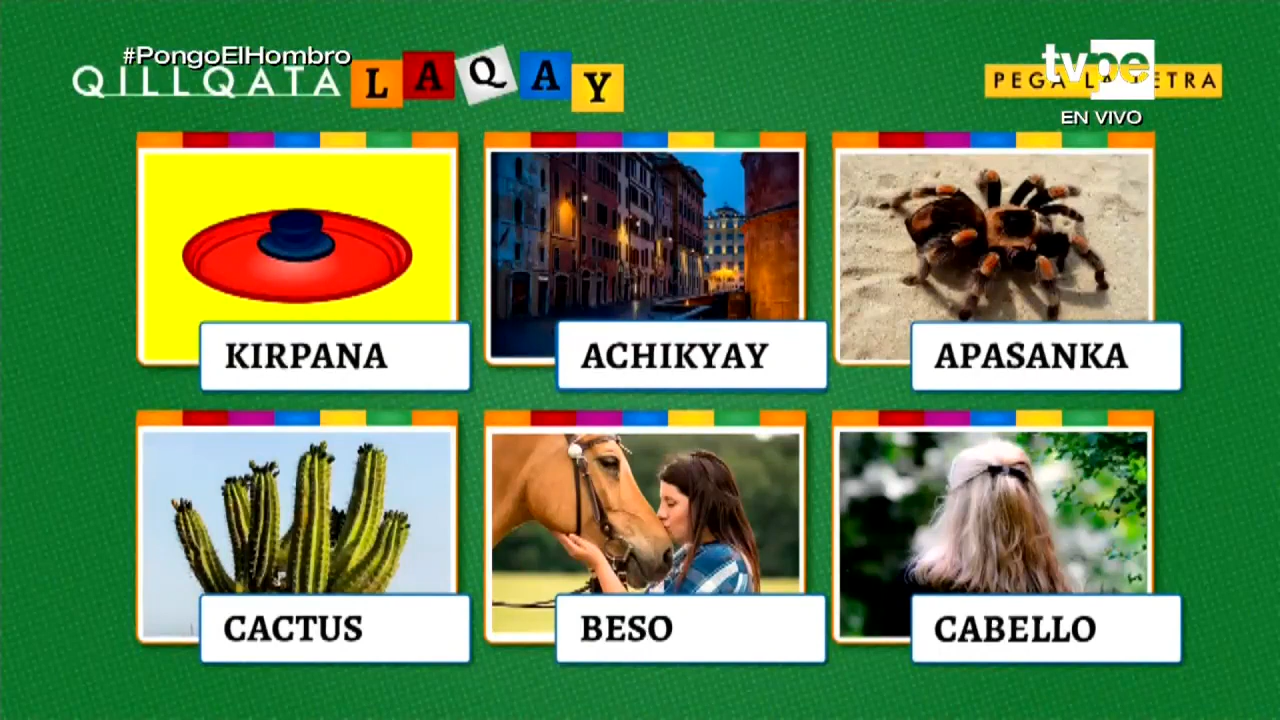 #PongoElHombro
QILLQATA LAQAY
PEGA LA LETRA
tvpe
EN VIVO
KIRPANA
ACHIKYAY
APASANKA
CACTUS
BESO
CABELLO